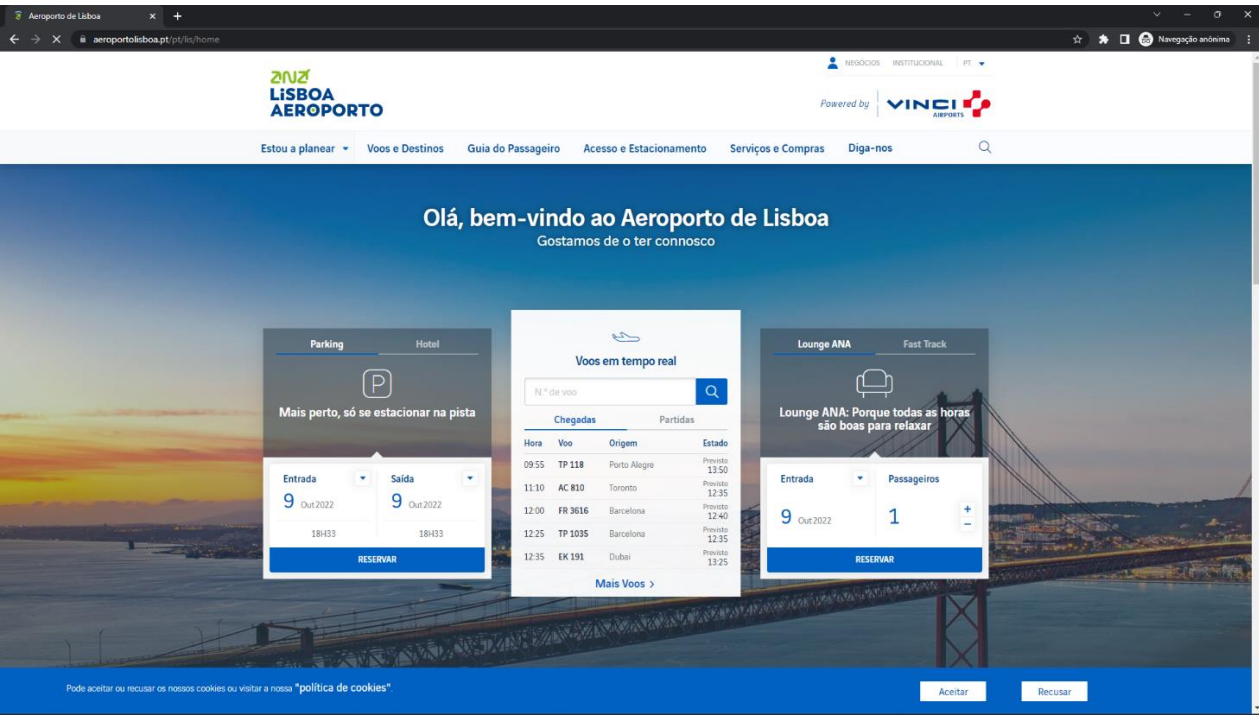 Aeroporto de Lisboa
aeroportolisboa.pt/pt/lis/home
Navegação anónima
NEGÓCIOS INSTITUCIONAL PT
ana
LiSBOA
AEROPORTO
Powered by VINCI
AIRPORTS
Estou a planear Voos e Destinos Guia do Passageiro Acesso e Estacionamento Serviços e Compras Diga-nos
Olá, bem-vindo ao Aeroporto de Lisboa
Gostamos de o ter connosco
Parking Hotel
P
Mais perto, só se estacionar na pista
Entrada Saída
9 Out 2022 9 Out 2022
18H33 18H33
RESERVAR
Voos em tempo real
N.º de voo
Chegadas Partidas
Hora Voo Origem Estado
09:55 TP 118 Porto Alegre Previsto 13:50
11:10 AC 810 Toronto Previsto 12:35
12:00 FR 3616 Barcelona Previsto 12:40
12:25 TP 1035 Barcelona Previsto 12:35
12:35 EK 191 Dubai Previsto 13:25
Mais Voos >
Lounge ANA Fast Track
Lounge ANA: Porque todas as horas
são boas para relaxar
Entrada Passageiros
9 Out 2022 1 + −
RESERVAR
Pode aceitar ou recusar os nossos cookies ou visitar a nossa "política de cookies".
Aceitar Recusar